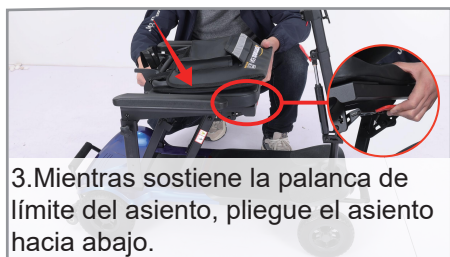 3.Mientras sostiene la palanca de
límite del asiento, pliegue el asiento
hacia abajo.